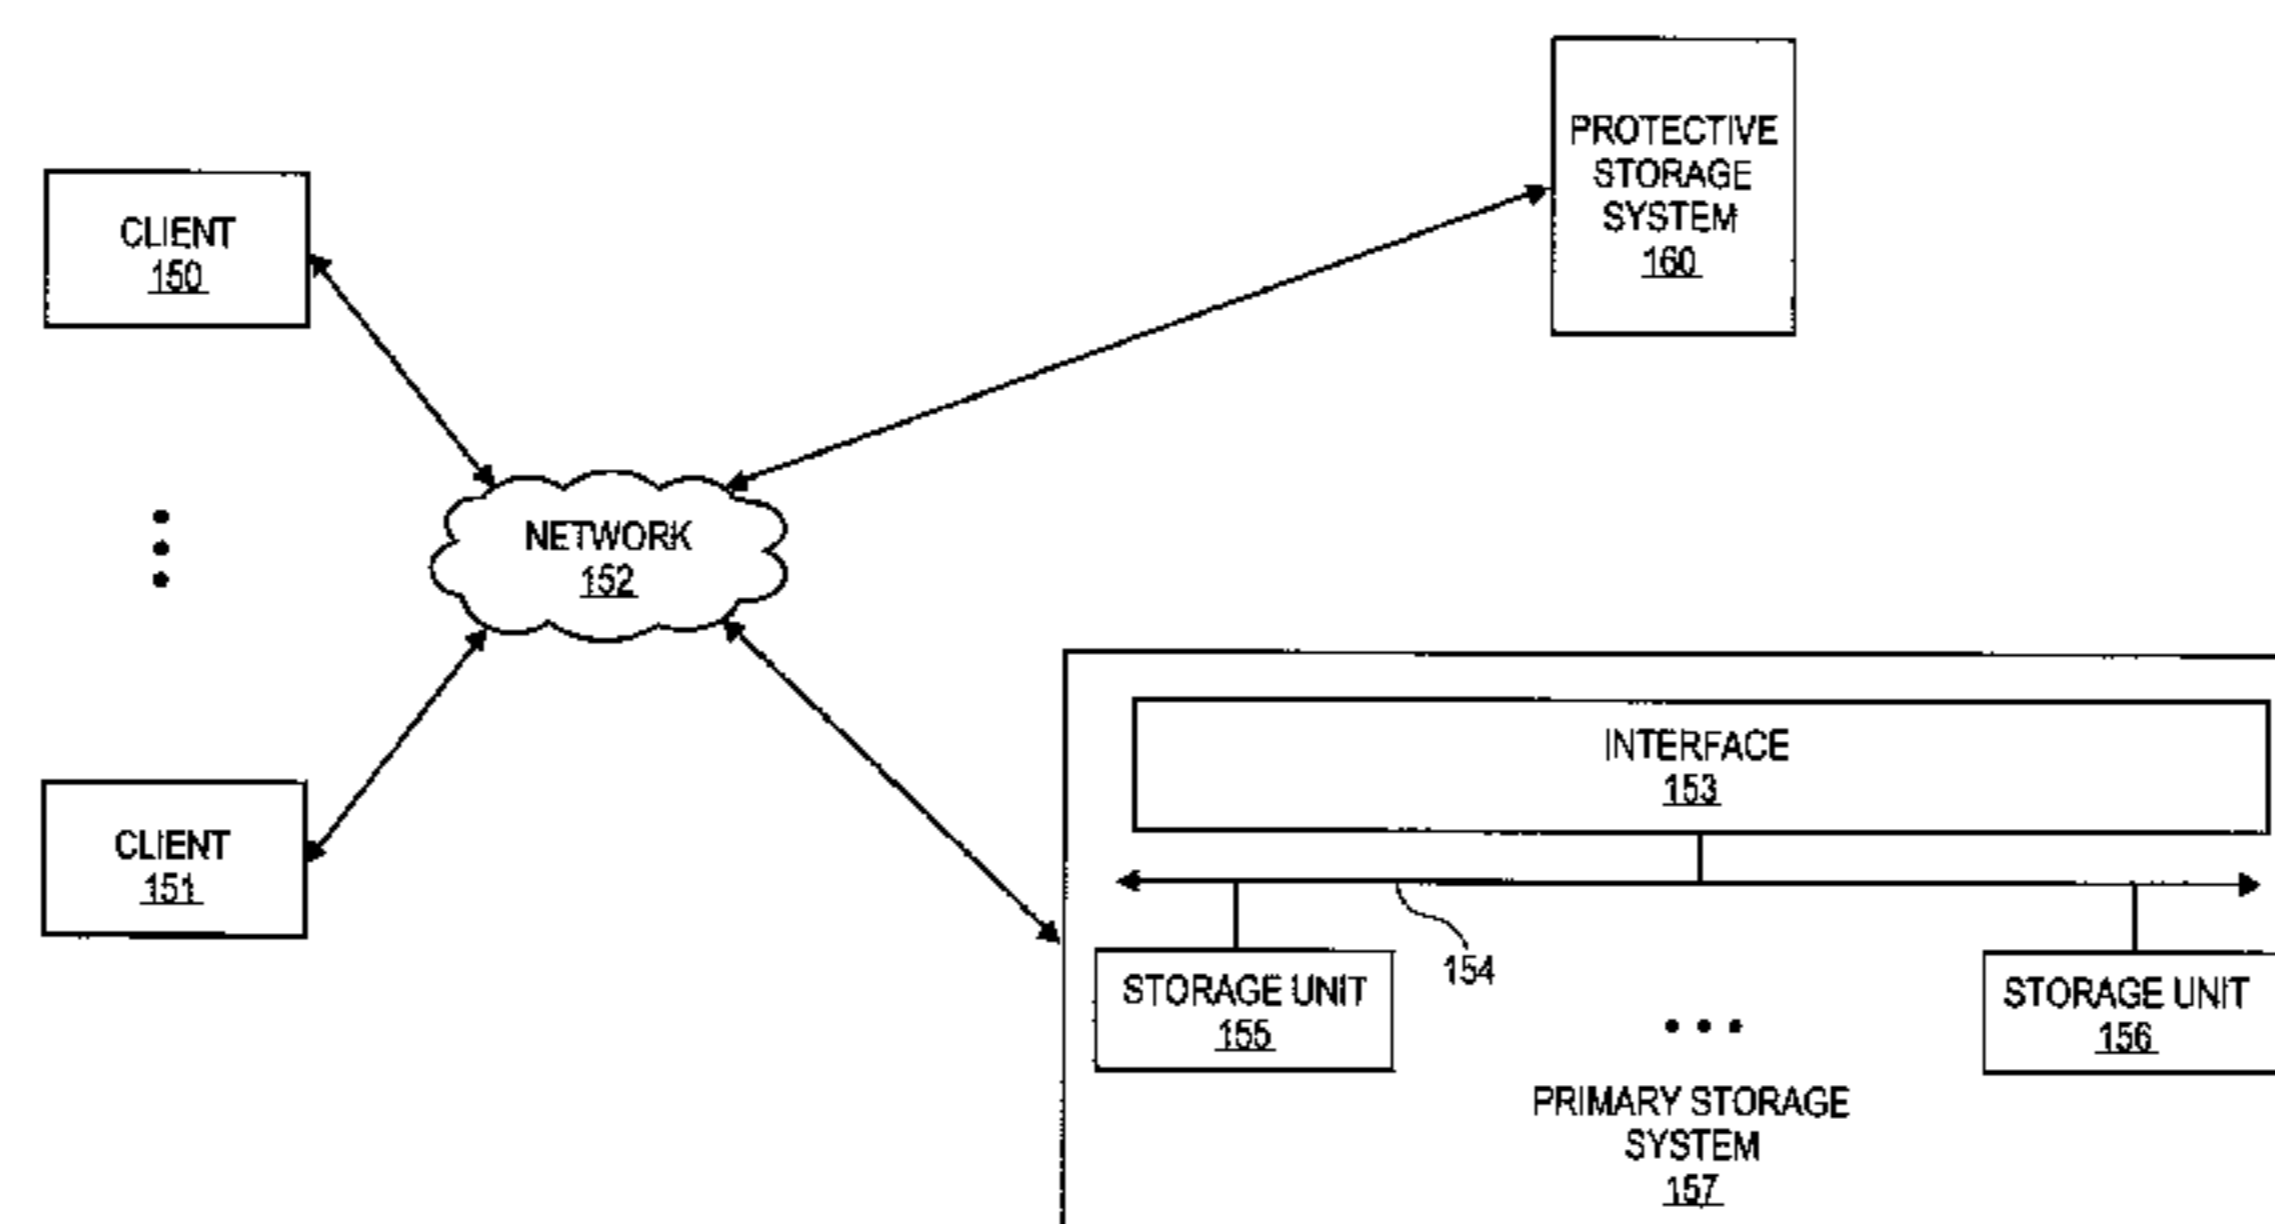 PROTECTIVE
STORAGE
SYSTEM
160
CLIENT
150
NETWORK
152
CLIENT
151
INTERFACE
153
154
STORAGE UNIT
155
STORAGE UNIT
156
PRIMARY STORAGE
SYSTEM
157